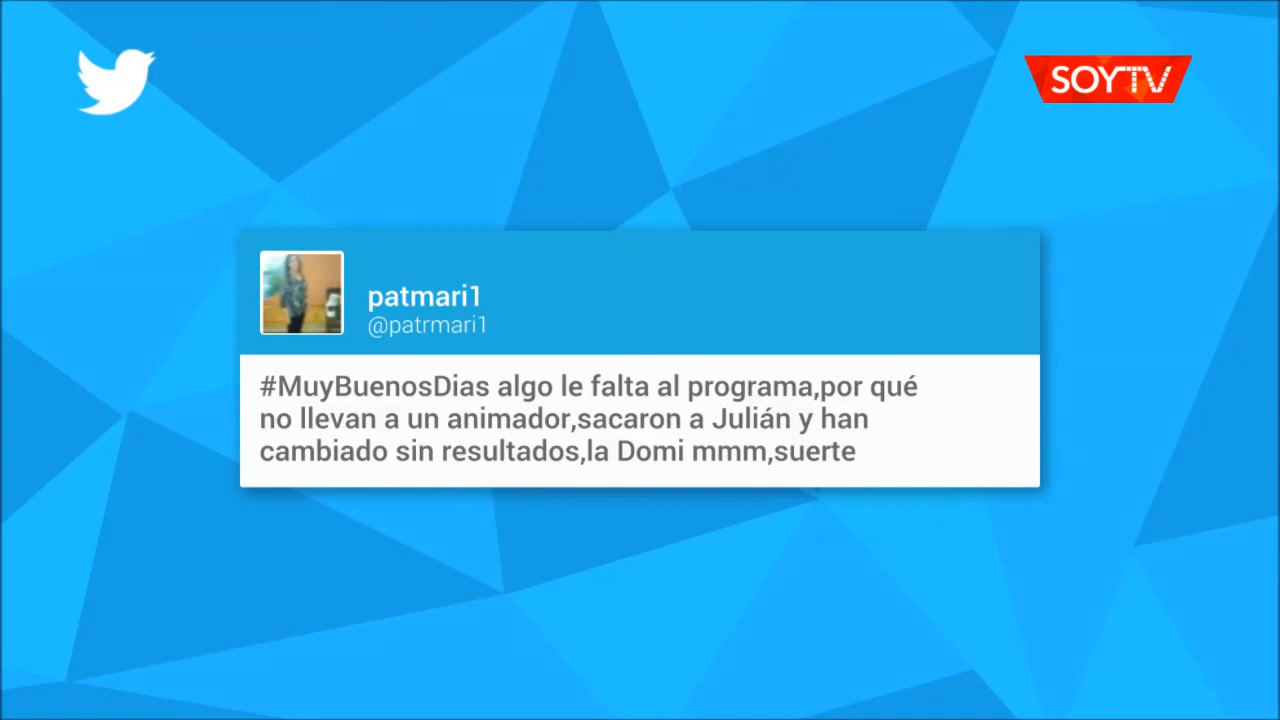 SOYTV
patmari1
@patrmari1
#MuyBuenosDias algo le falta al programa,por qué
no llevan a un animador,sacaron a Julián y han
cambiado sin resultados,la Domi mmm,suerte